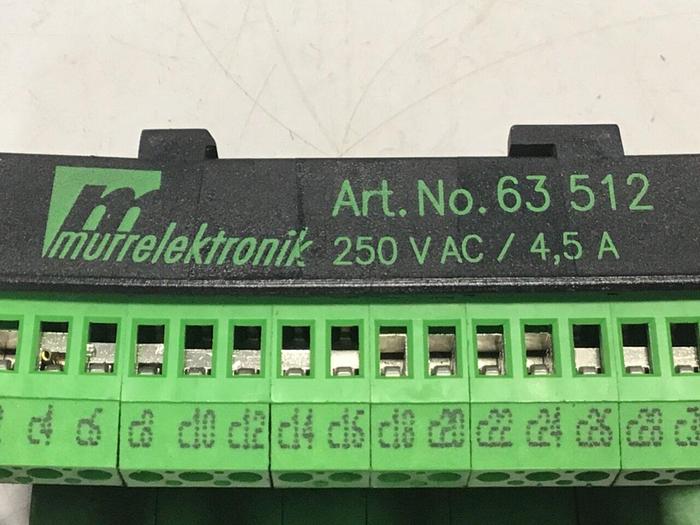 murrelektronik
Art. No. 63 512
250 V AC / 4,5 A
c4 c6 c8 c10 c12 c14 c16 c18 c20 c22 c24 c26 c28